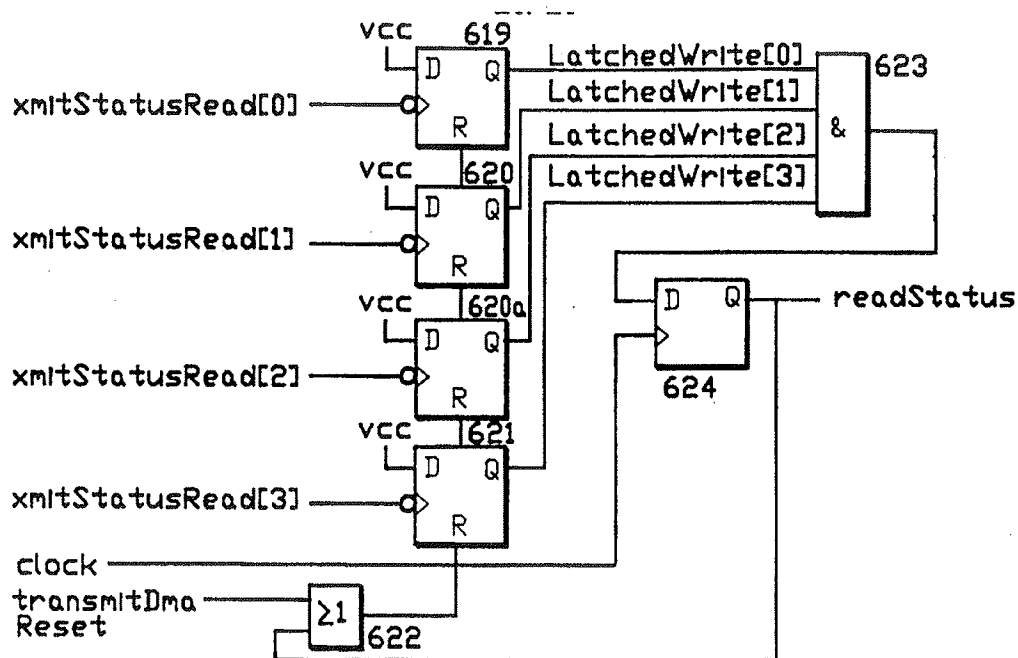 vcc
619
D Q
R
xmitStatusRead[0]
LatchedWrite[0]
LatchedWrite[1]
LatchedWrite[2]
LatchedWrite[3]
623
&
vcc
620
D Q
R
xmitStatusRead[1]
vcc
620a
D Q
R
xmitStatusRead[2]
D Q
readStatus
624
vcc
621
D Q
R
xmitStatusRead[3]
clock
transmitDma
Reset
≥1
622